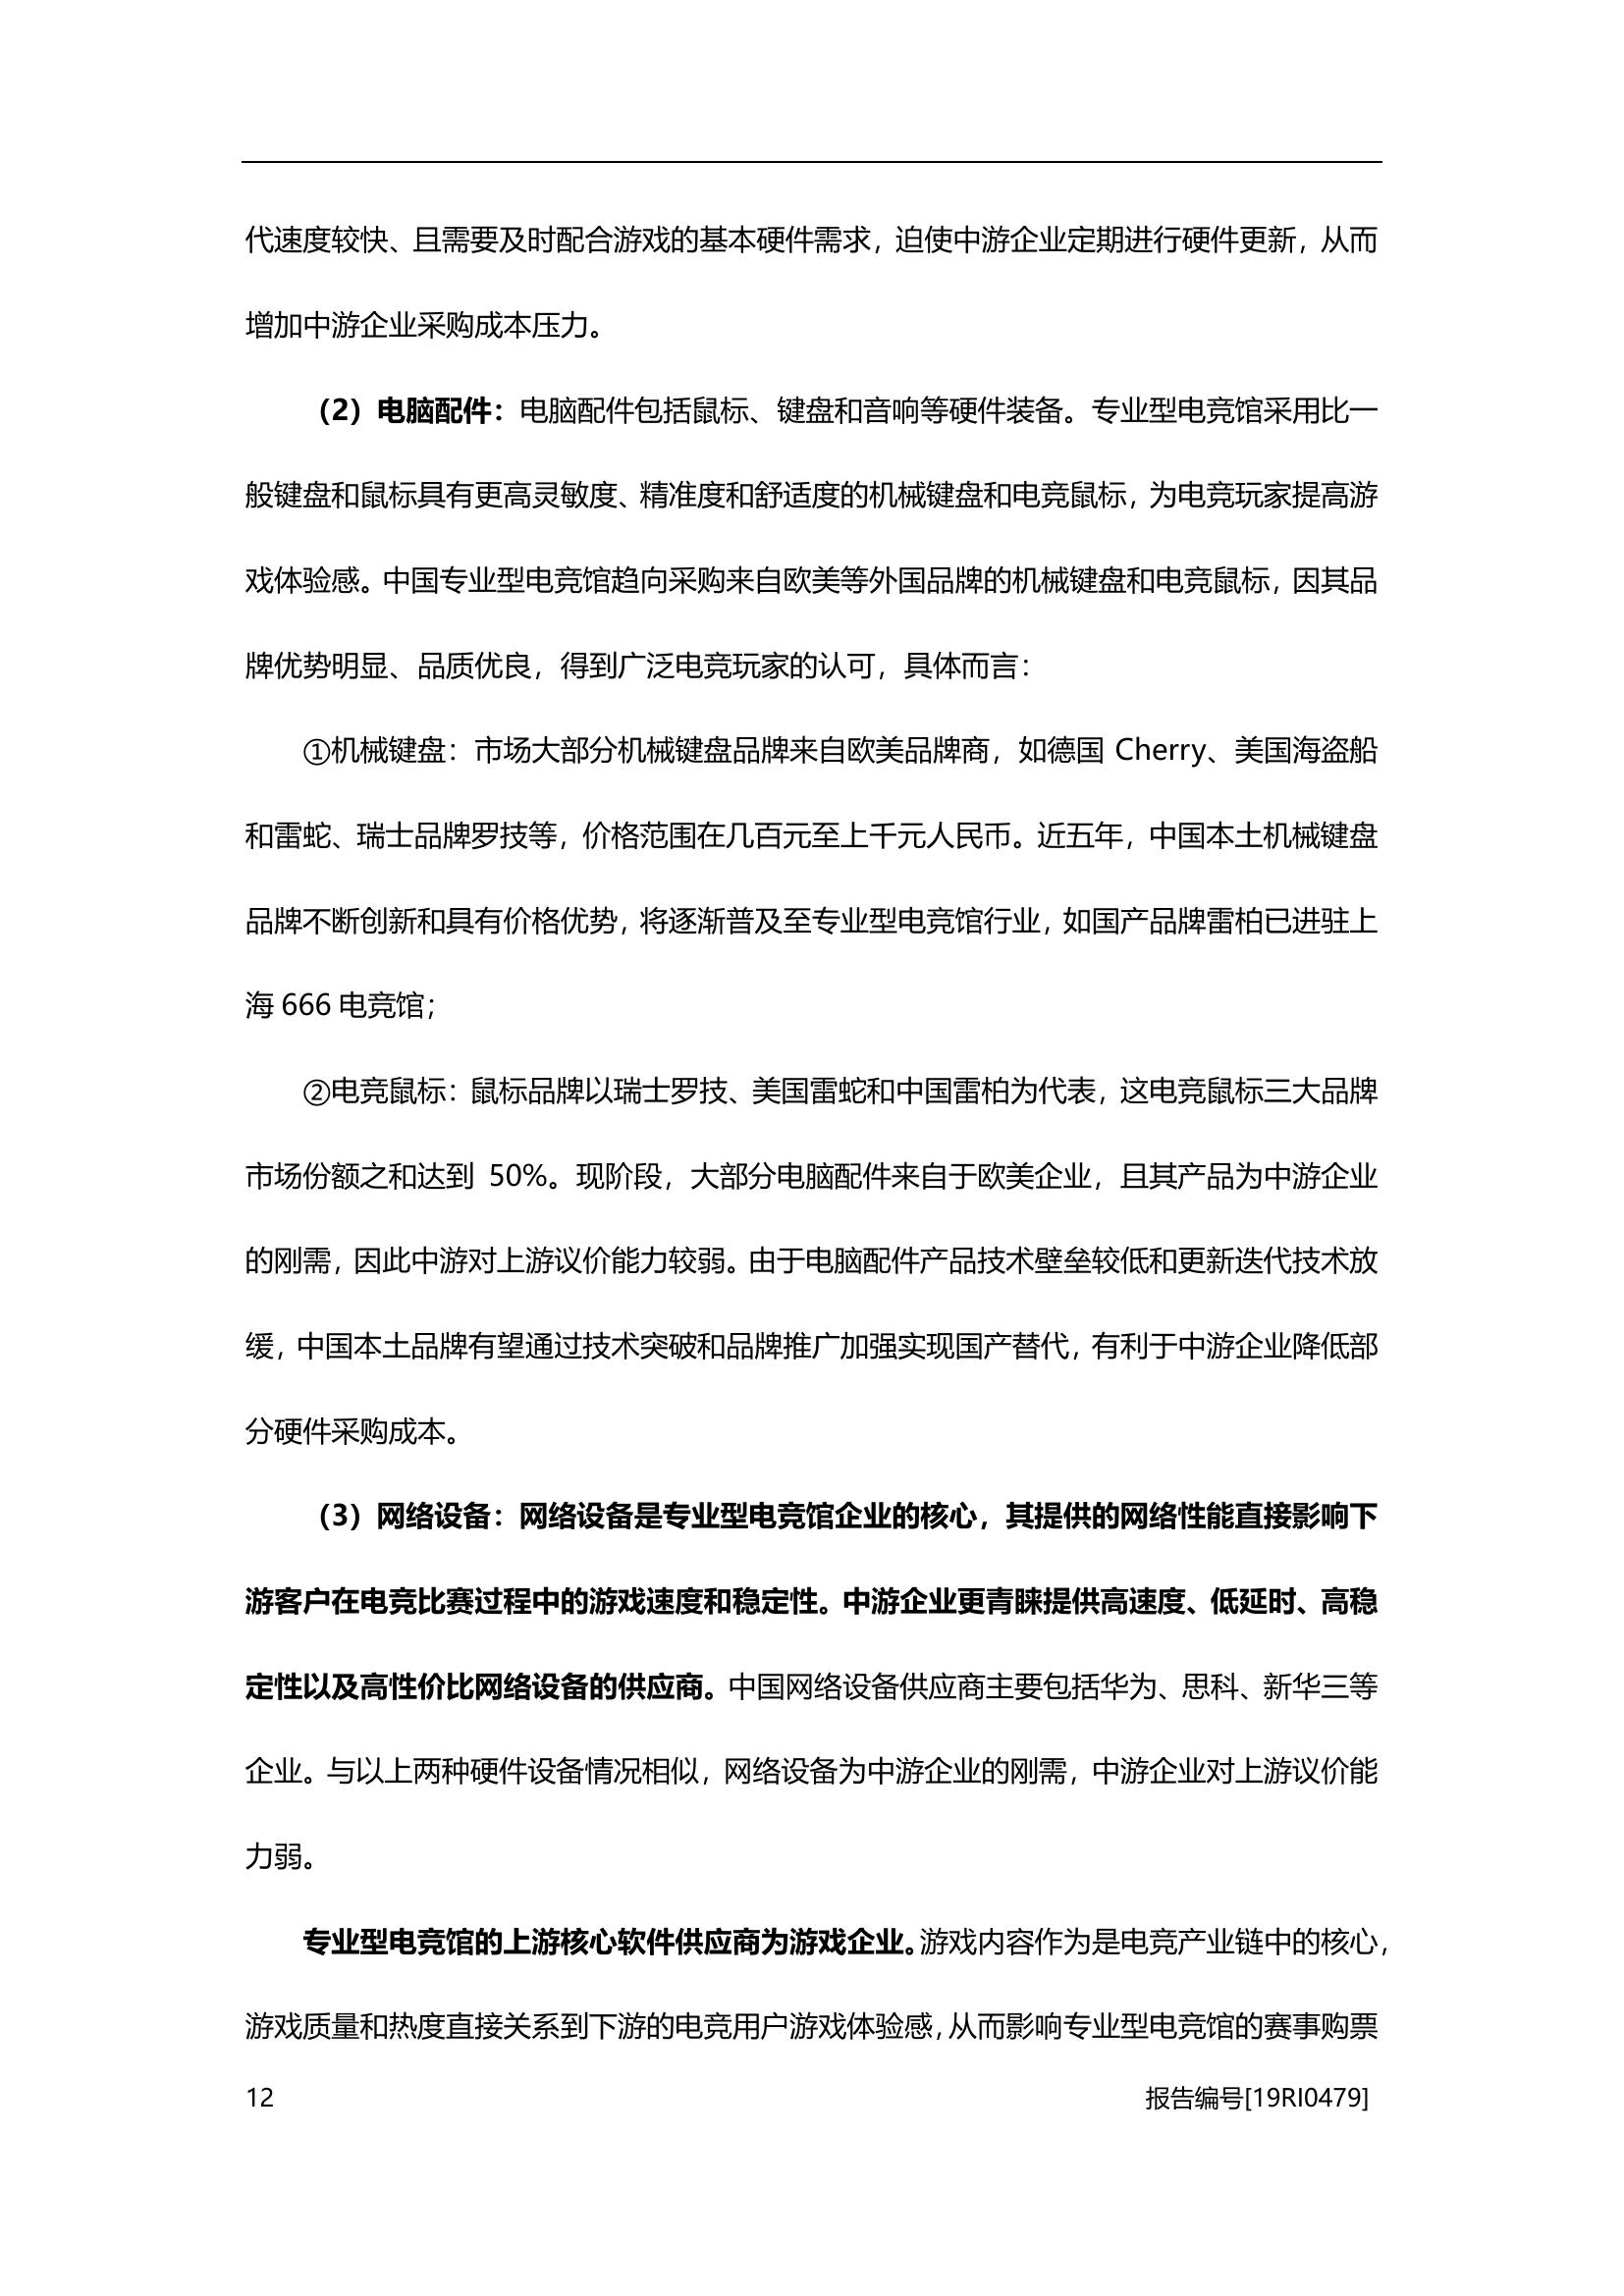 代速度较快、且需要及时配合游戏的基本硬件需求，迫使中游企业定期进行硬件更新，从而
增加中游企业采购成本压力。
（2）电脑配件：电脑配件包括鼠标、键盘和音响等硬件装备。专业型电竞馆采用比一
般键盘和鼠标具有更高灵敏度、精准度和舒适度的机械键盘和电竞鼠标，为电竞玩家提高游
戏体验感。中国专业型电竞馆趋向采购来自欧美等外国品牌的机械键盘和电竞鼠标，因其品
牌优势明显、品质优良，得到广泛电竞玩家的认可，具体而言：
①机械键盘：市场大部分机械键盘品牌来自欧美品牌商，如德国 Cherry、美国海盗船
和雷蛇、瑞士品牌罗技等，价格范围在几百元至上千元人民币。近五年，中国本土机械键盘
品牌不断创新和具有价格优势，将逐渐普及至专业型电竞馆行业，如国产品牌雷柏已进驻上
海 666 电竞馆；
②电竞鼠标：鼠标品牌以瑞士罗技、美国雷蛇和中国雷柏为代表，这电竞鼠标三大品牌
市场份额之和达到 50%。现阶段，大部分电脑配件来自于欧美企业，且其产品为中游企业
的刚需，因此中游对上游议价能力较弱。由于电脑配件产品技术壁垒较低和更新迭代技术放
缓，中国本土品牌有望通过技术突破和品牌推广加强实现国产替代，有利于中游企业降低部
分硬件采购成本。
（3）网络设备：网络设备是专业型电竞馆企业的核心，其提供的网络性能直接影响下
游客户在电竞比赛过程中的游戏速度和稳定性。中游企业更青睐提供高速度、低延时、高稳
定性以及高性价比网络设备的供应商。中国网络设备供应商主要包括华为、思科、新华三等
企业。与以上两种硬件设备情况相似，网络设备为中游企业的刚需，中游企业对上游议价能
力弱。
专业型电竞馆的上游核心软件供应商为游戏企业。游戏内容作为是电竞产业链中的核心，
游戏质量和热度直接关系到下游的电竞用户游戏体验感，从而影响专业型电竞馆的赛事购票
12 报告编号[19RI0479]